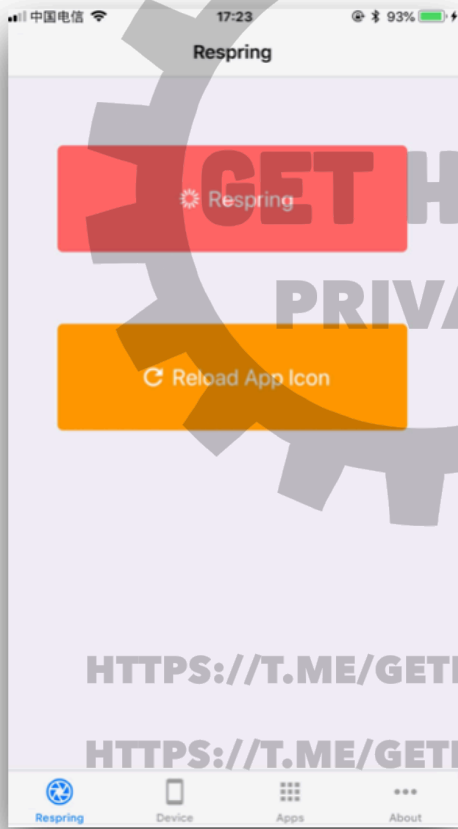 中国电信 17:23 93%
Respring
GET
Respring
PRIVA
Reload App Icon
HTTPS://T.ME/GET
HTTPS://T.ME/GET
Respring Device Apps About